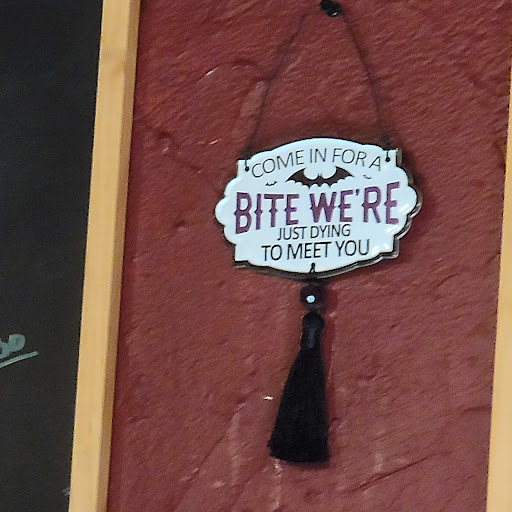 COME IN FOR A
BITE WE'RE
JUST DYING
TO MEET YOU